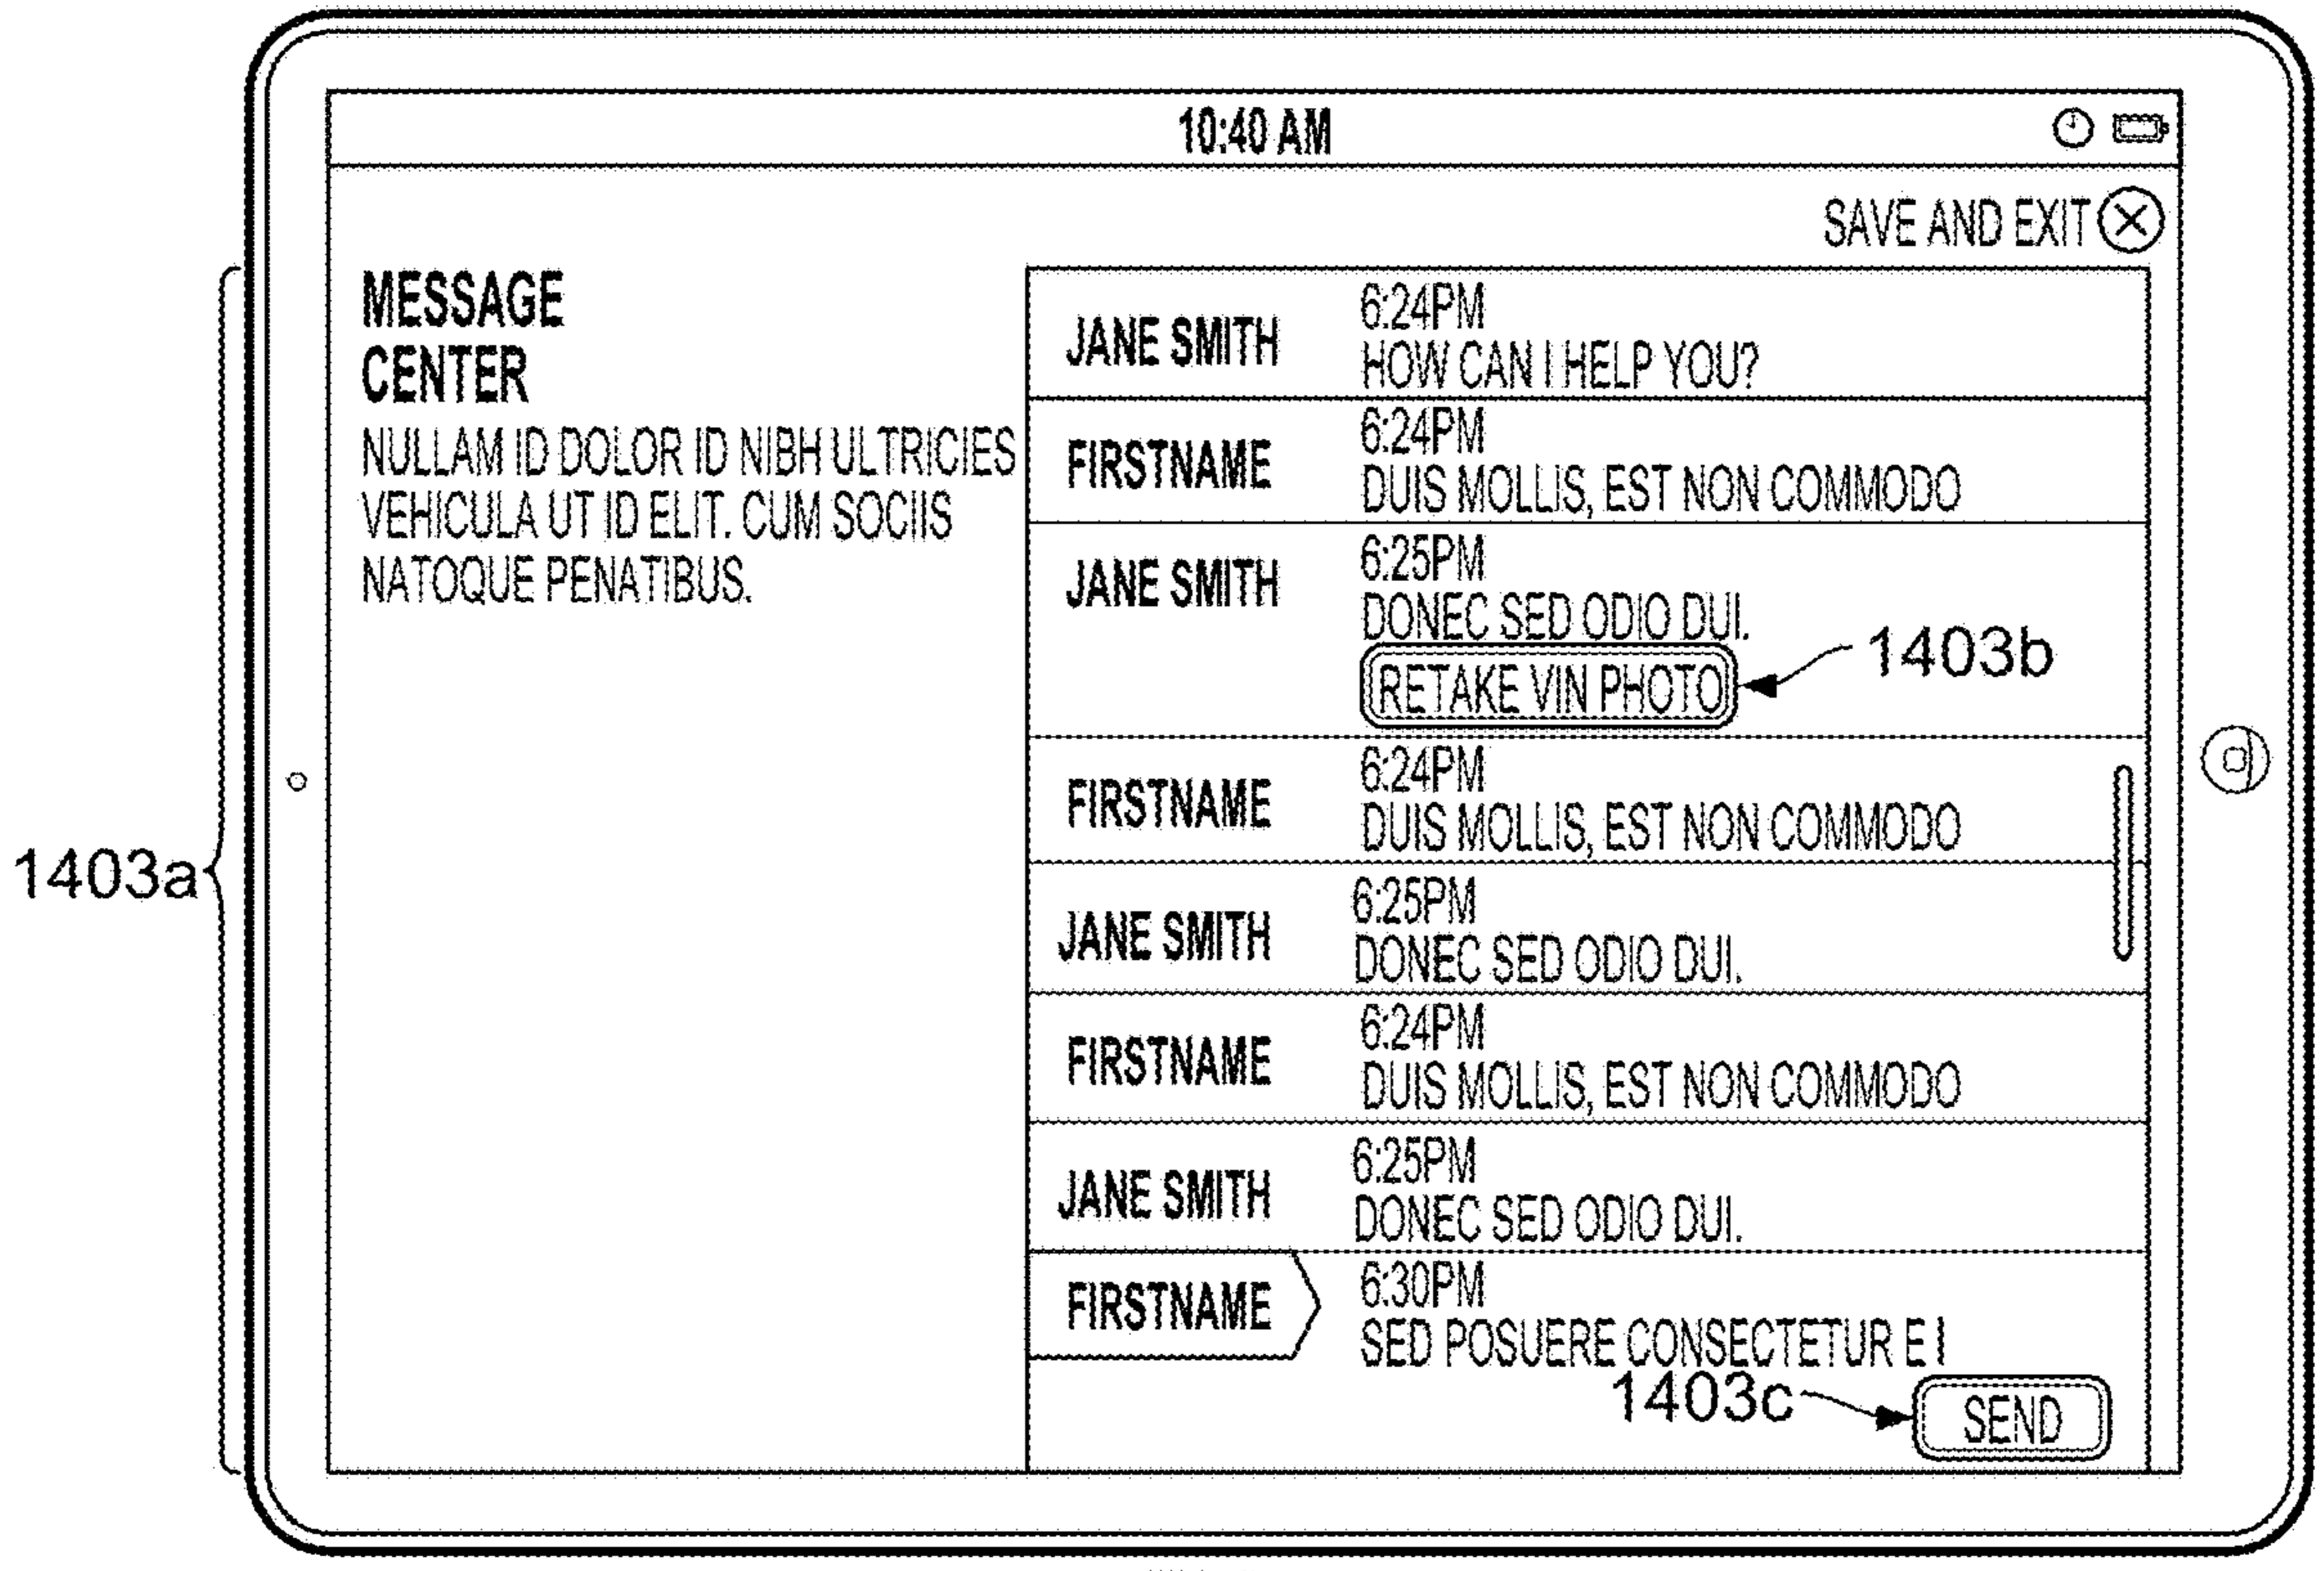 10:40 AM
SAVE AND EXIT
MESSAGE
CENTER
NULLAM ID DOLOR ID NIBH ULTRICIES
VEHICULA UT ID ELIT. CUM SOCIIS
NATOQUE PENATIBUS.
1403a
JANE SMITH
6:24PM
HOW CAN I HELP YOU?
FIRSTNAME
6:24PM
DUIS MOLLIS, EST NON COMMODO
JANE SMITH
6:25PM
DONEC SED ODIO DUI.
RETAKE VIN PHOTO
1403b
FIRSTNAME
6:24PM
DUIS MOLLIS, EST NON COMMODO
JANE SMITH
6:25PM
DONEC SED ODIO DUI.
FIRSTNAME
6:24PM
DUIS MOLLIS, EST NON COMMODO
JANE SMITH
6:25PM
DONEC SED ODIO DUI.
FIRSTNAME
6:30PM
SED POSUERE CONSECTETUR E
1403c
SEND